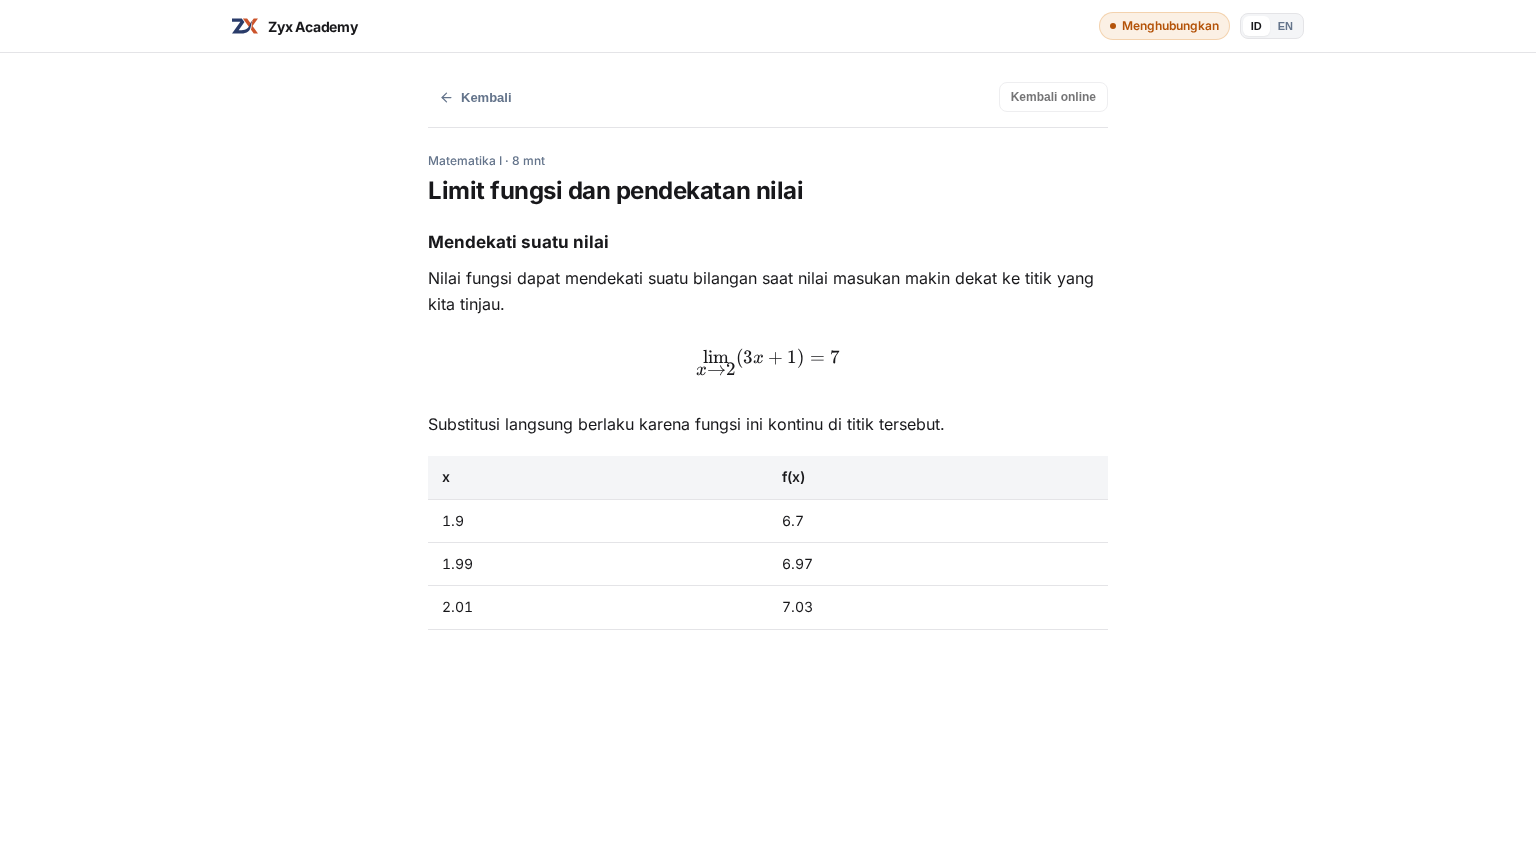 Zyx Academy
Menghubungkan
ID EN
Kembali
Kembali online
Matematika I · 8 mnt
Limit fungsi dan pendekatan nilai
Mendekati suatu nilai
Nilai fungsi dapat mendekati suatu bilangan saat nilai masukan makin dekat ke titik yang
kita tinjau.
lim x→2 (3x + 1) = 7
Substitusi langsung berlaku karena fungsi ini kontinu di titik tersebut.
x f(x)
1.9 6.7
1.99 6.97
2.01 7.03